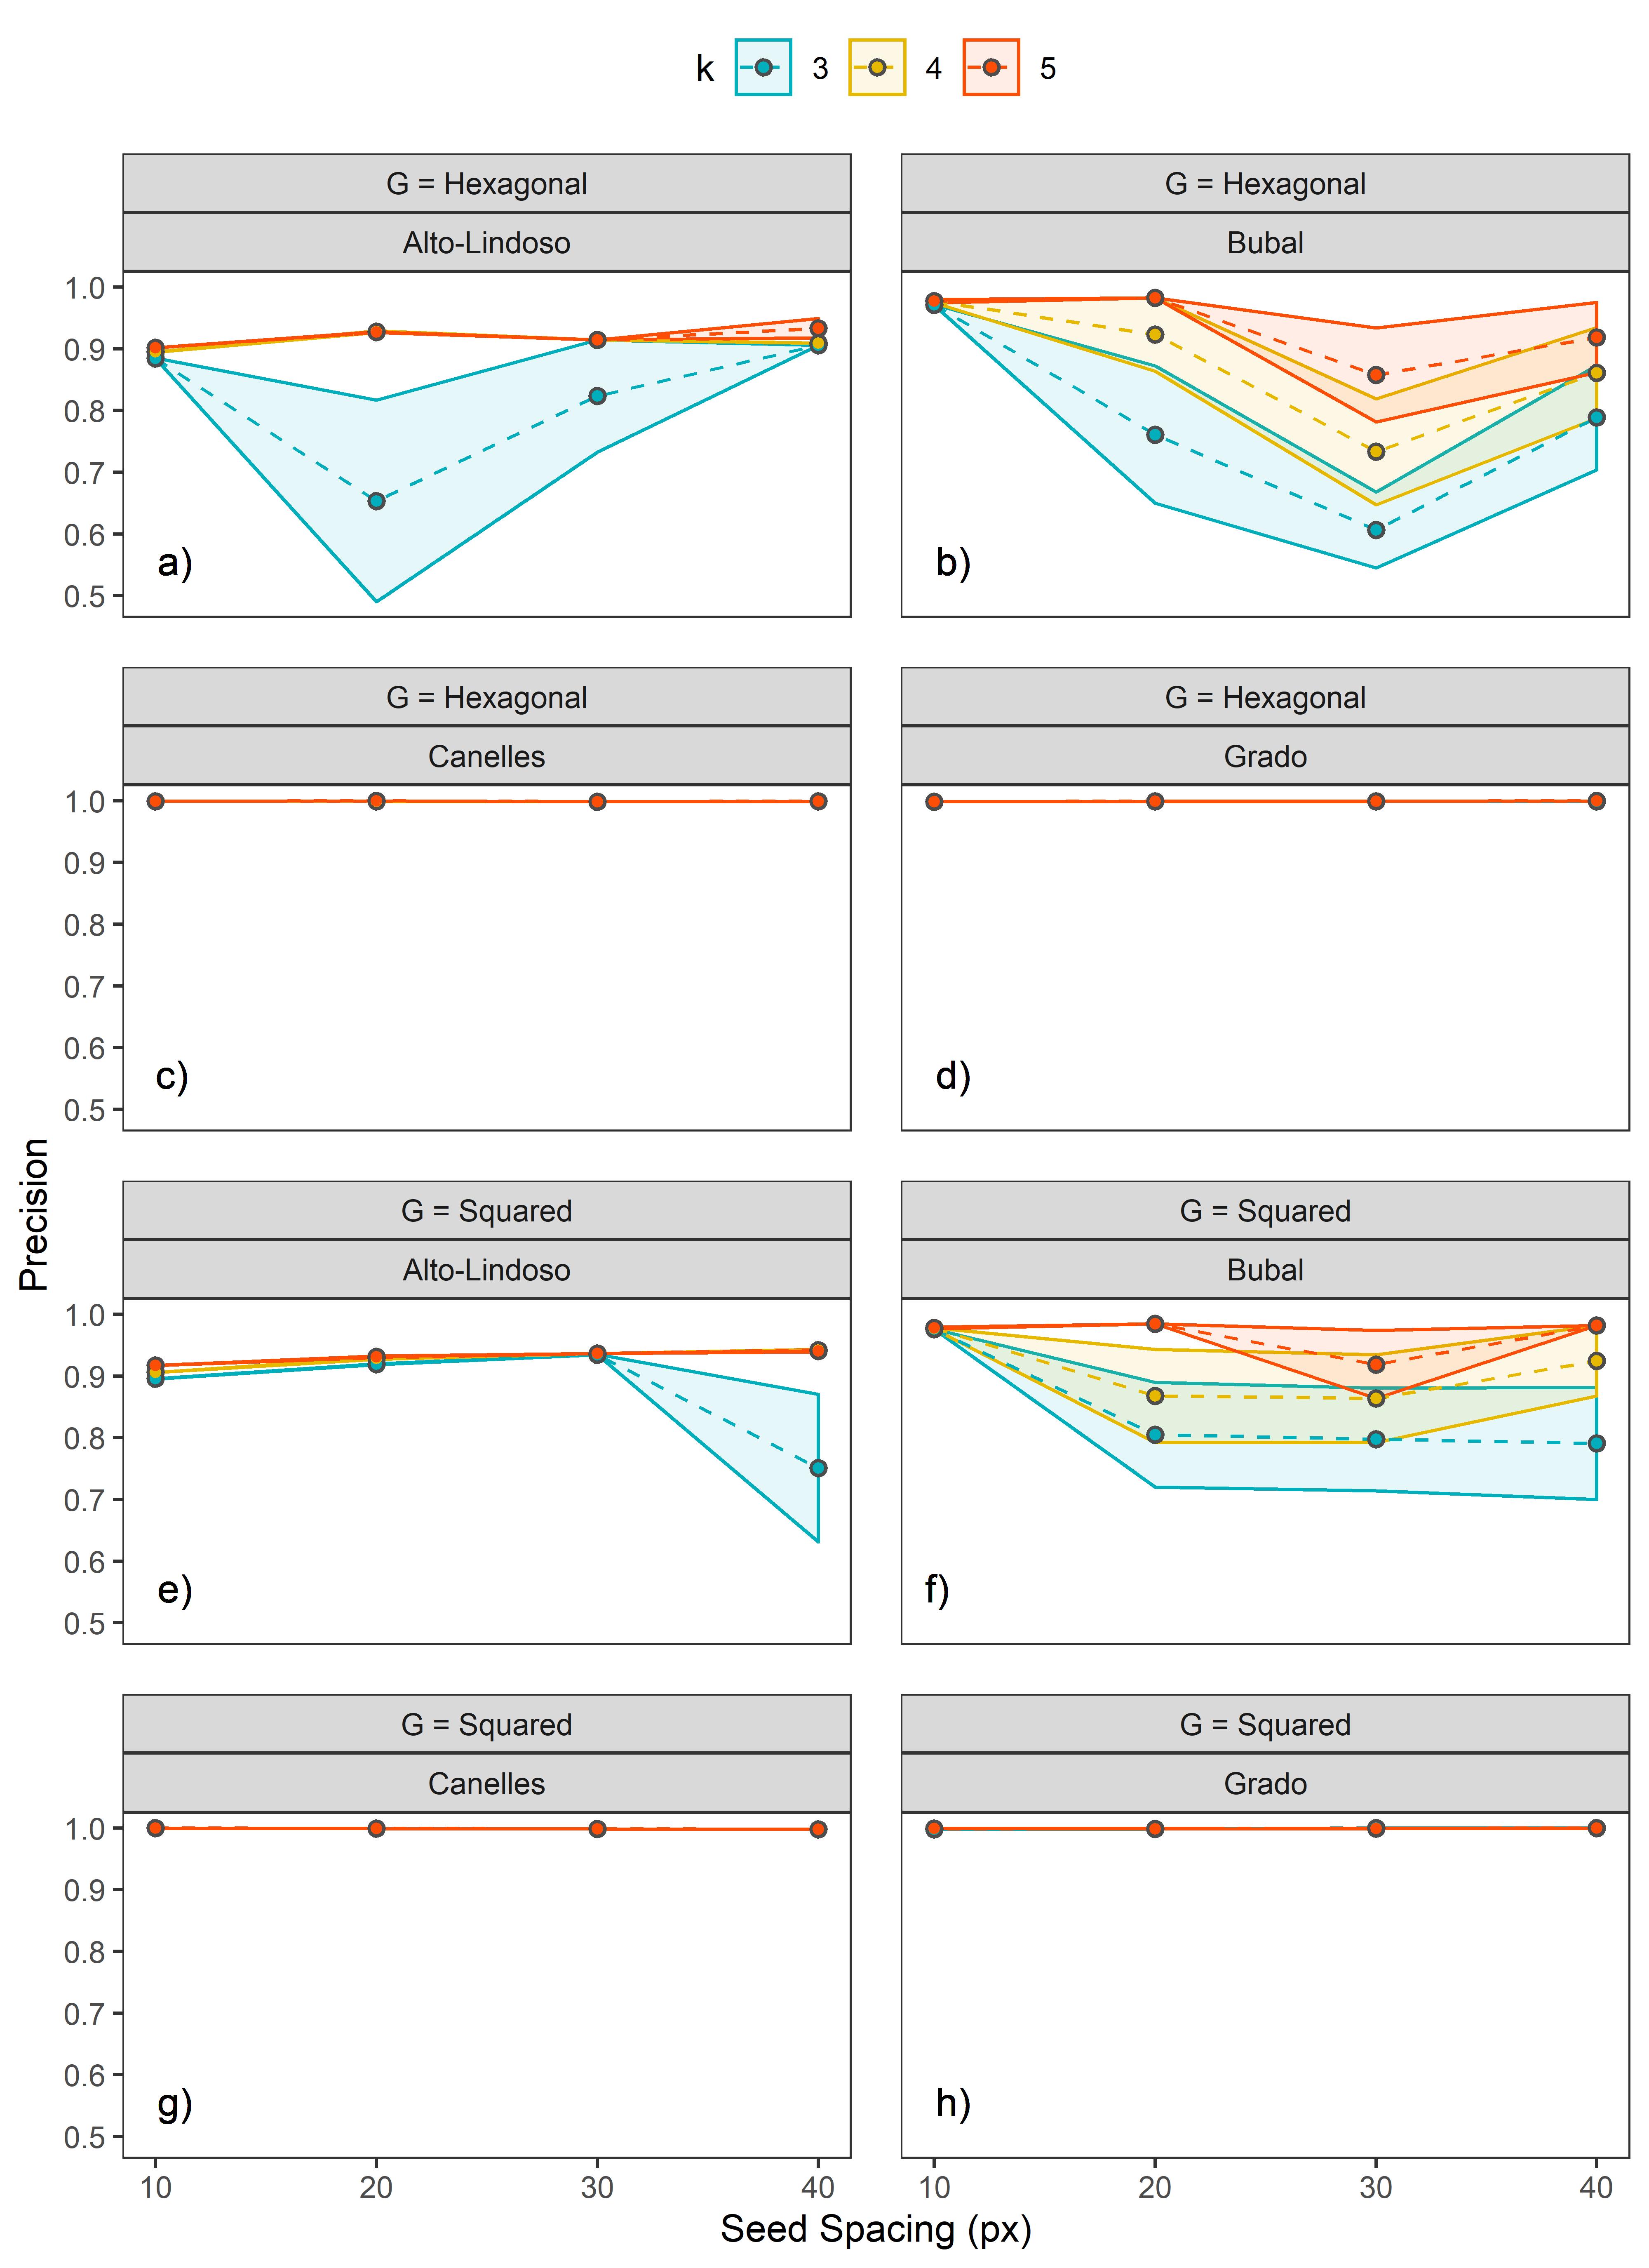 k 3 4 5
G = Hexagonal G = Hexagonal
Alto-Lindoso Bubal
1.0
0.9
0.8
0.7
0.6
0.5
a) b)
G = Hexagonal G = Hexagonal
Canelles Grado
1.0
0.9
0.8
0.7
0.6
0.5
c) d)
Precision
G = Squared G = Squared
Alto-Lindoso Bubal
1.0
0.9
0.8
0.7
0.6
0.5
e) f)
G = Squared G = Squared
Canelles Grado
1.0
0.9
0.8
0.7
0.6
0.5
g) h)
10 20 30 40 10 20 30 40
Seed Spacing (px)